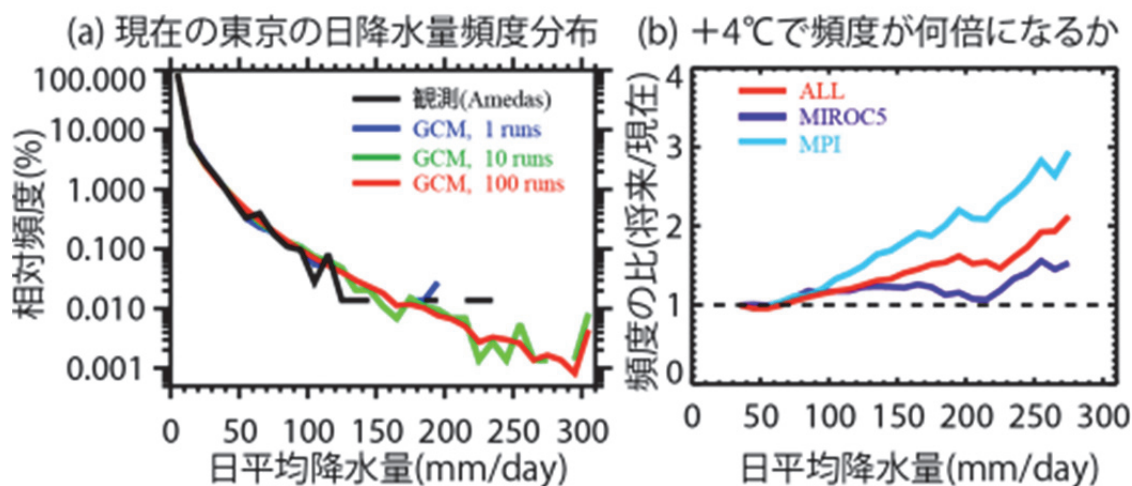 (a) 現在の東京の日降水量頻度分布
相対頻度(%)
100.000
10.000
1.000
0.100
0.010
0.001
観測(Amedas)
GCM, 1 runs
GCM, 10 runs
GCM, 100 runs
0 50 100 150 200 250 300
日平均降水量(mm/day)
(b) +4℃で頻度が何倍になるか
頻度の比(将来/現在)
4
3
2
1
0
ALL
MIROC5
MPI
0 50 100 150 200 250 300
日平均降水量(mm/day)